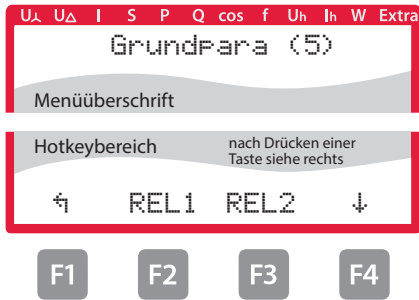 U⅄ U△ I S P Q cos f Uh Ih W Extra
Grundpara (5)
Menüüberschrift
Hotkeybereich
nach Drücken einer
Taste siehe rechts
↰ REL1 REL2 ↓
F1 F2 F3 F4